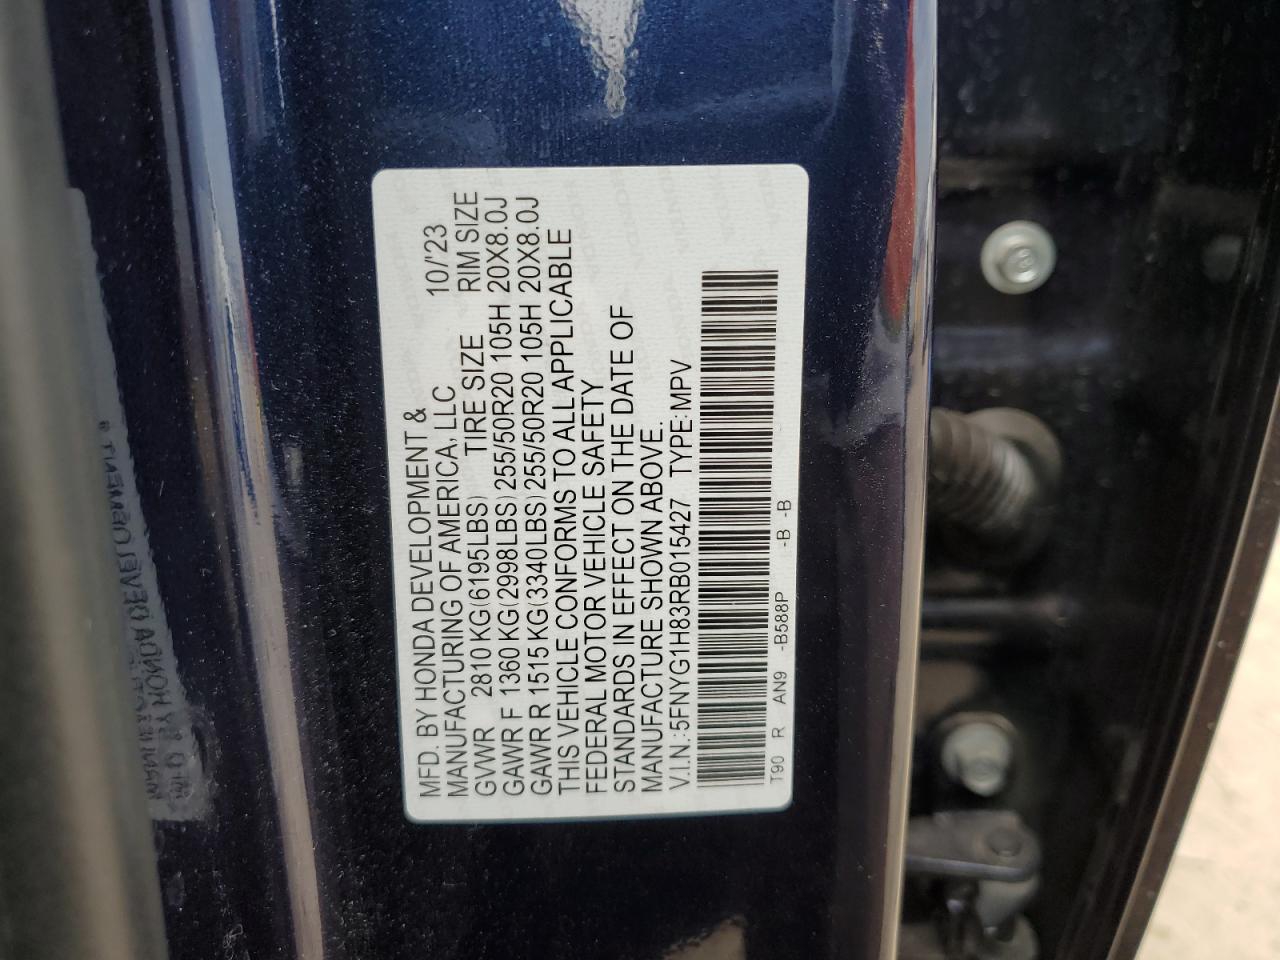 MFD. BY HONDA DEVELOPMENT & 10/'23
MANUFACTURING OF AMERICA, LLC
TIRE SIZE RIM SIZE
GVWR 2810 KG(6195LBS)
GAWR F 1360 KG(2998LBS) 255/50R20 105H 20X8.0J
GAWR R 1515 KG(3340LBS) 255/50R20 105H 20X8.0J
THIS VEHICLE CONFORMS TO ALL APPLICABLE
FEDERAL MOTOR VEHICLE SAFETY
STANDARDS IN EFFECT ON THE DATE OF
MANUFACTURE SHOWN ABOVE.
V.I.N.:5FNYG1H83RB015427 TYPE:MPV
T90 R AN9 -B588P -B -B